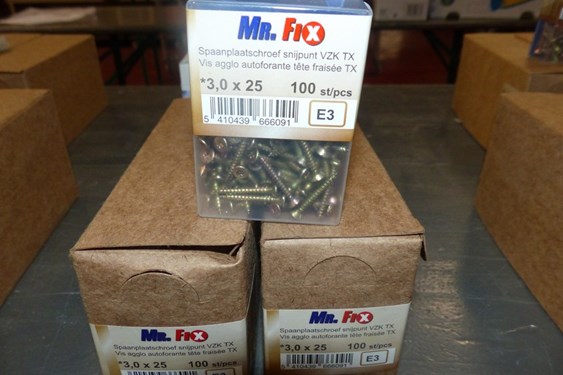 Mr. Fix
Spaanplaatschroef snijpunt VZK TX
Vis agglo autoforante tête fraisée TX
*3,0 x 25 100 st/pcs
E3
5 410439 666091
Mr. Fix
Spaanplaatschroef snijpunt VZK TX
Vis agglo autoforante tête fraisée TX
*3,0 x 25 100 st/pcs
Mr. Fix
Spaanplaatschroef snijpunt VZK TX
Vis agglo autoforante tête fraisée TX
*3,0 x 25 100 st/pcs
E3
5 410439 666091